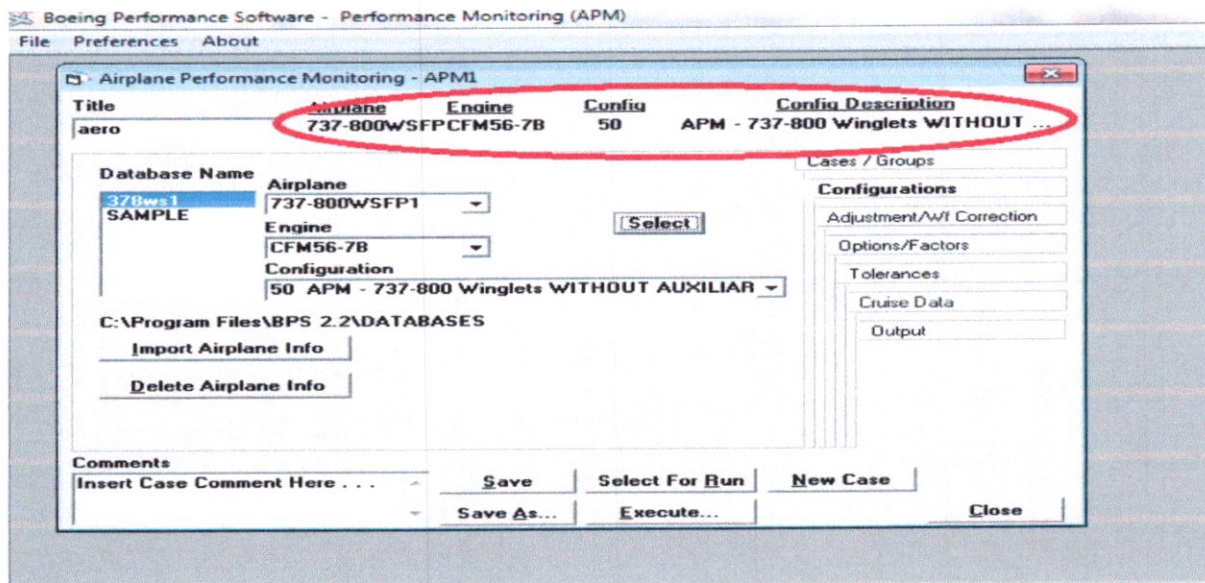 Boeing Performance Software - Performance Monitoring (APM)
File Preferences About
Airplane Performance Monitoring - APM1
Title Airplane Engine Config Config Description
aero 737-800WSFPCFM56-7B 50 APM - 737-800 Winglets WITHOUT ...
Cases / Groups
Database Name
378ws1
SAMPLE
Airplane
737-800WSFP1
Select
Engine
CFM56-7B
Configuration
50 APM - 737-800 Winglets WITHOUT AUXILIAR
C:\Program Files\BPS 2.2\DATABASES
Import Airplane Info
Delete Airplane Info
Configurations
Adjustment/Wf Correction
Options/Factors
Tolerances
Cruise Data
Output
Comments
Insert Case Comment Here . . .
Save Select For Run New Case
Save As... Execute... Close